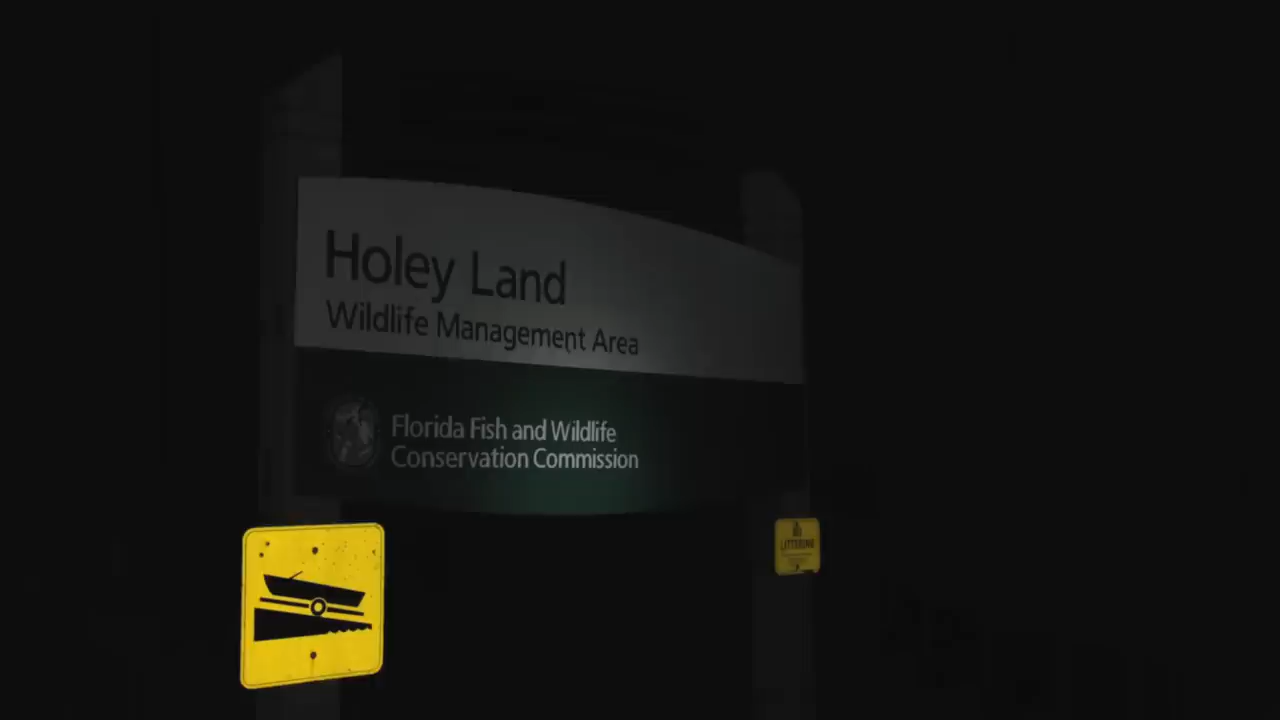 Holey Land
Wildlife Management Area
Florida Fish and Wildlife
Conservation Commission
LITTERING